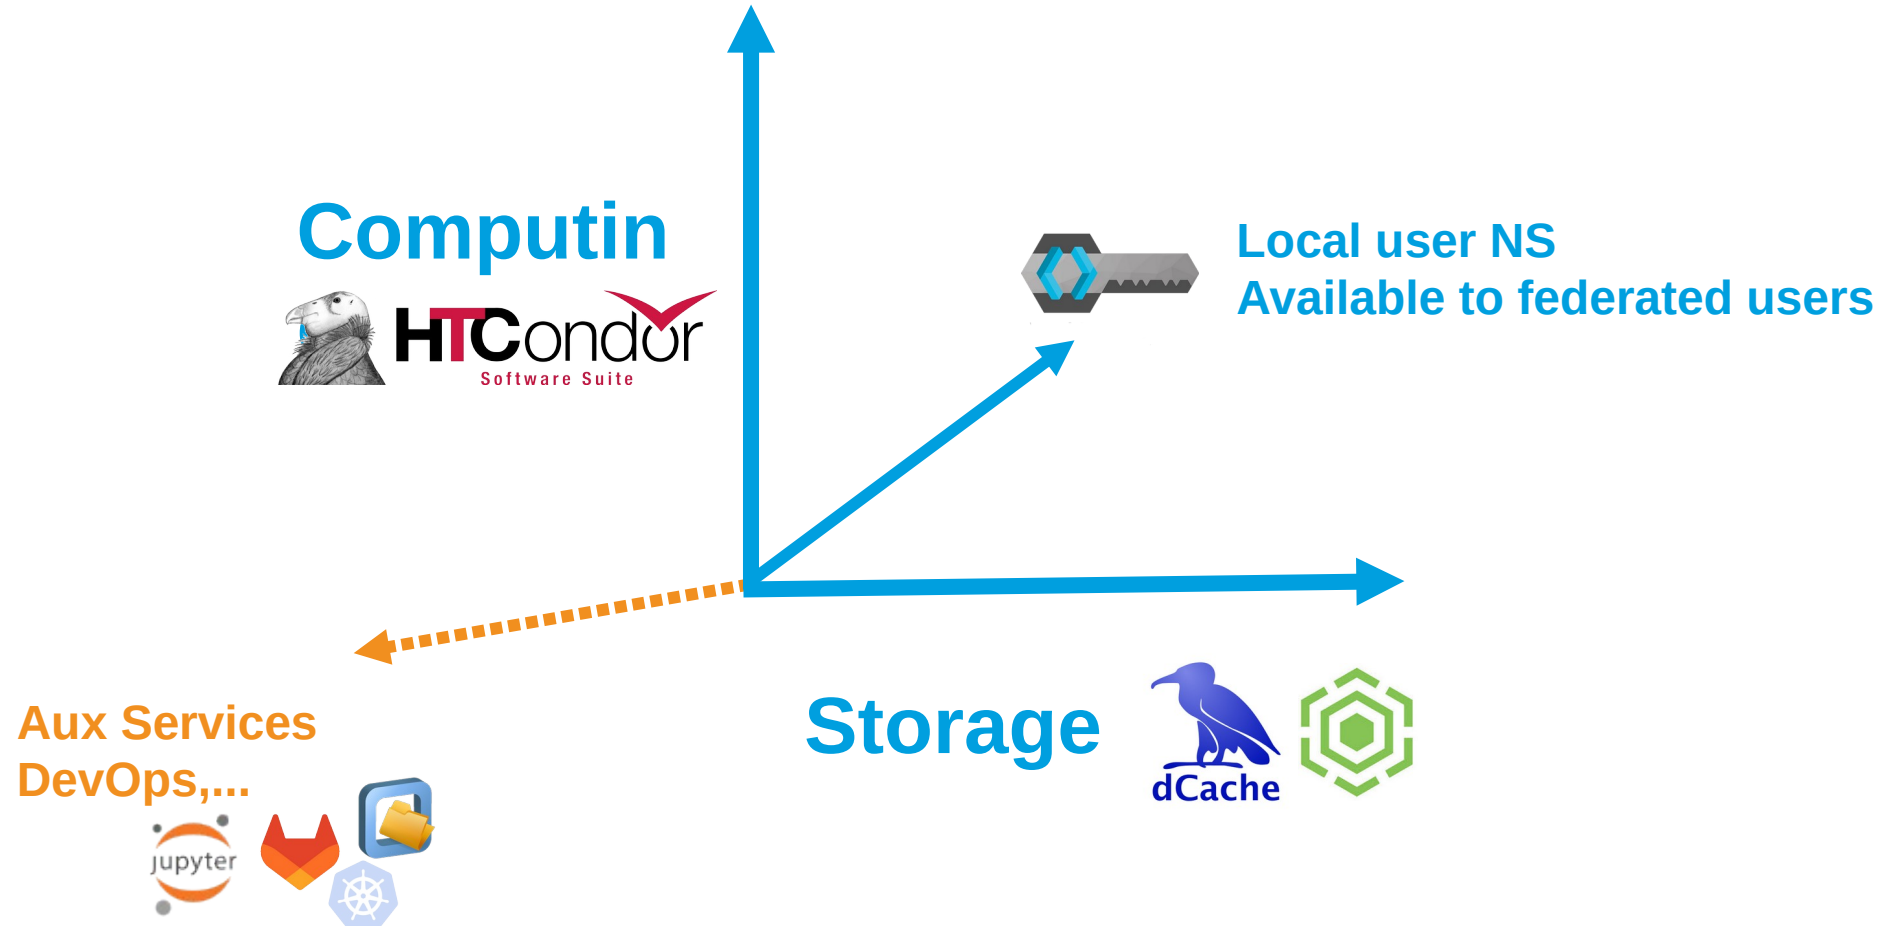 Computin
HTCondor
Software Suite
Local user NS
Available to federated users
Storage
dCache
Aux Services
DevOps,...
jupyter